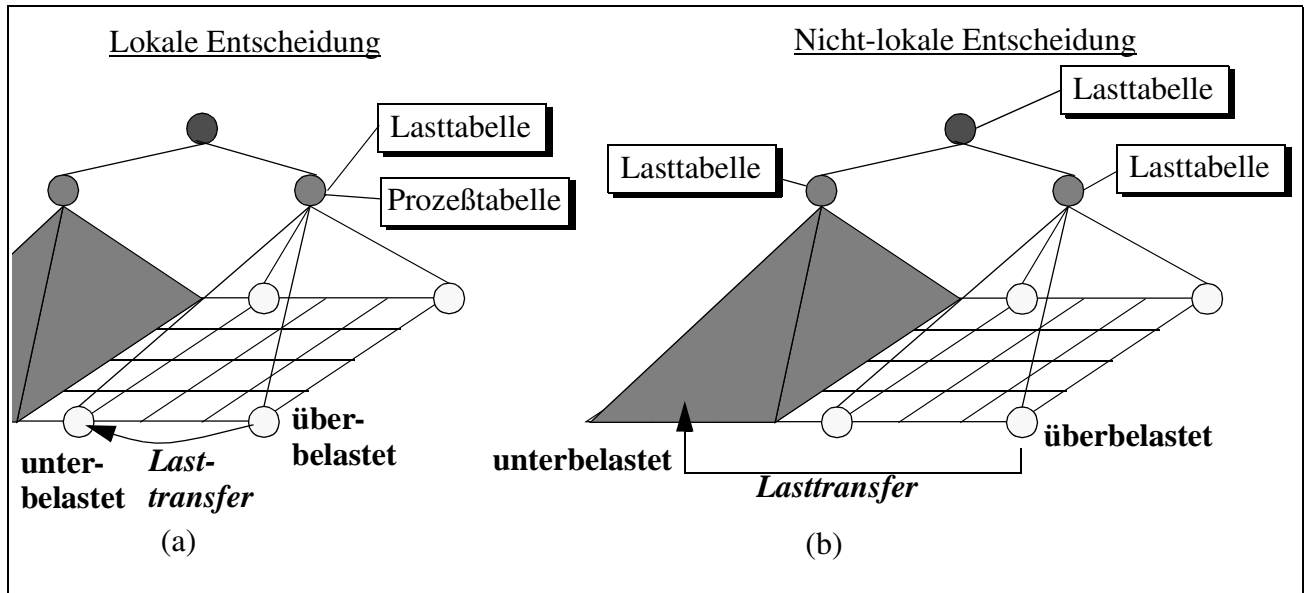 Lokale Entscheidung
Lasttabelle
Prozeßtabelle
über-
belastet
unter-
belastet
Last-
transfer
(a)
Nicht-lokale Entscheidung
Lasttabelle
Lasttabelle
Lasttabelle
überbelastet
unterbelastet
Lasttransfer
(b)